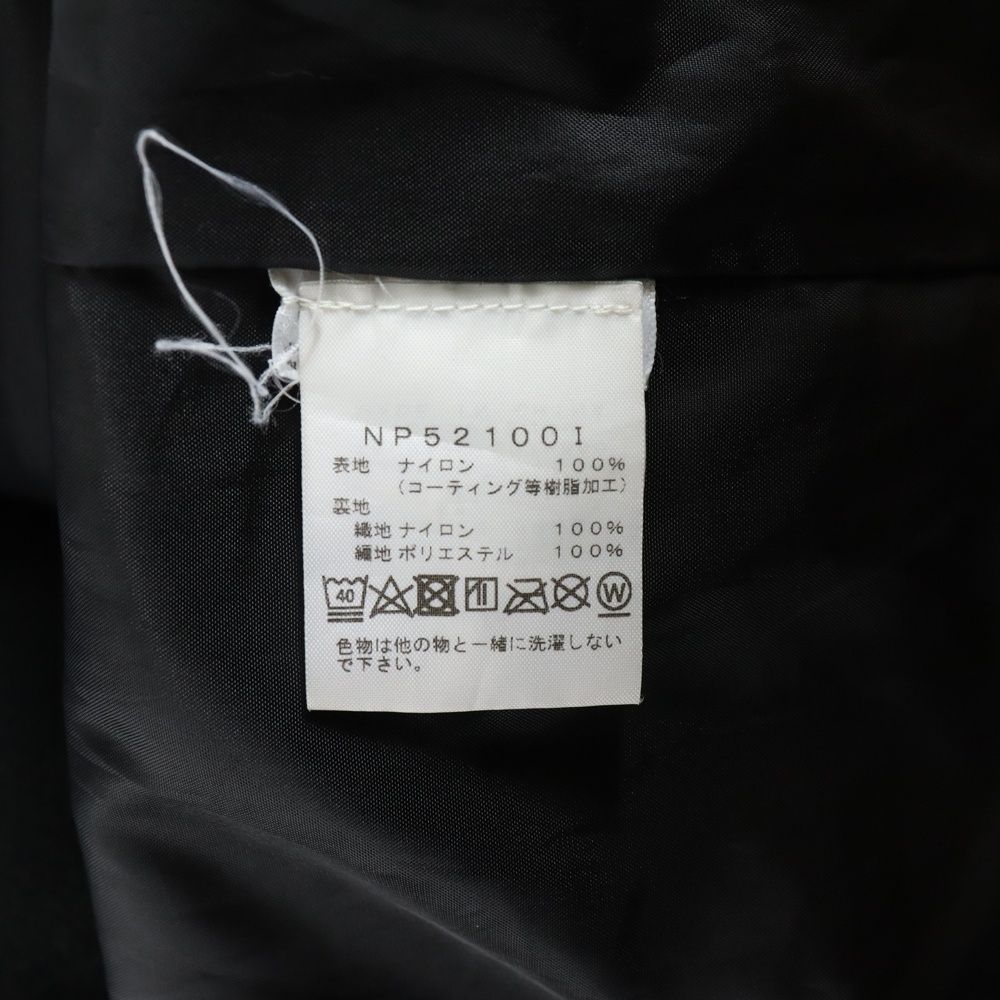 NP52100I
表地 ナイロン 100%
(コーティング等樹脂加工)
裏地
織地 ナイロン 100%
編地 ポリエステル 100%
40 W
色物は他の物と一緒に洗濯しない
で下さい。